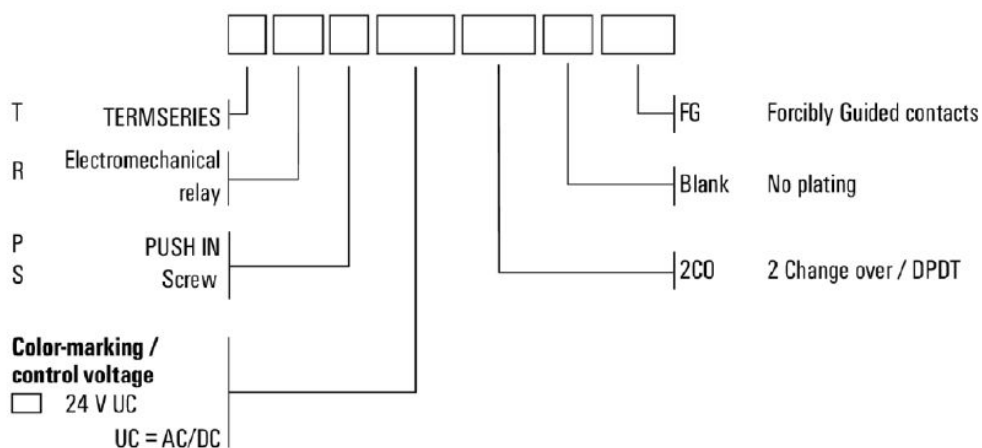 T TERMSERIES
R Electromechanical
relay
P PUSH IN
S Screw
Color-marking /
control voltage
24 V UC
UC = AC/DC
FG Forcibly Guided contacts
Blank No plating
2CO 2 Change over / DPDT